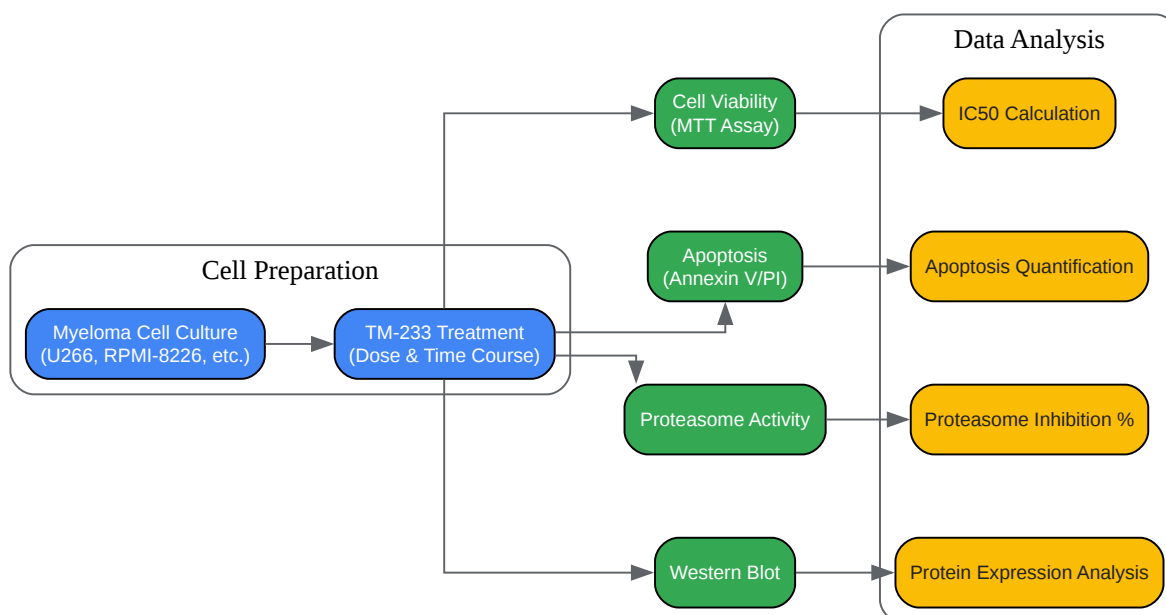 Data Analysis
Cell Viability
(MTT Assay)
IC50 Calculation
Cell Preparation
Apoptosis
(Annexin V/PI)
Apoptosis Quantification
Myeloma Cell Culture
(U266, RPMI-8226, etc.)
TM-233 Treatment
(Dose & Time Course)
Proteasome Activity
Proteasome Inhibition %
Western Blot
Protein Expression Analysis